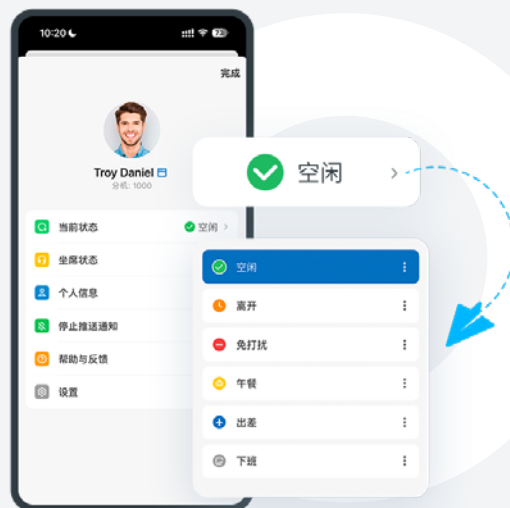 10:20
73
完成
Troy Daniel
分机: 1000
当前状态
空闲
坐席状态
个人信息
停止推送通知
帮助与反馈
设置
空闲
空闲
离开
免打扰
午餐
出差
下班